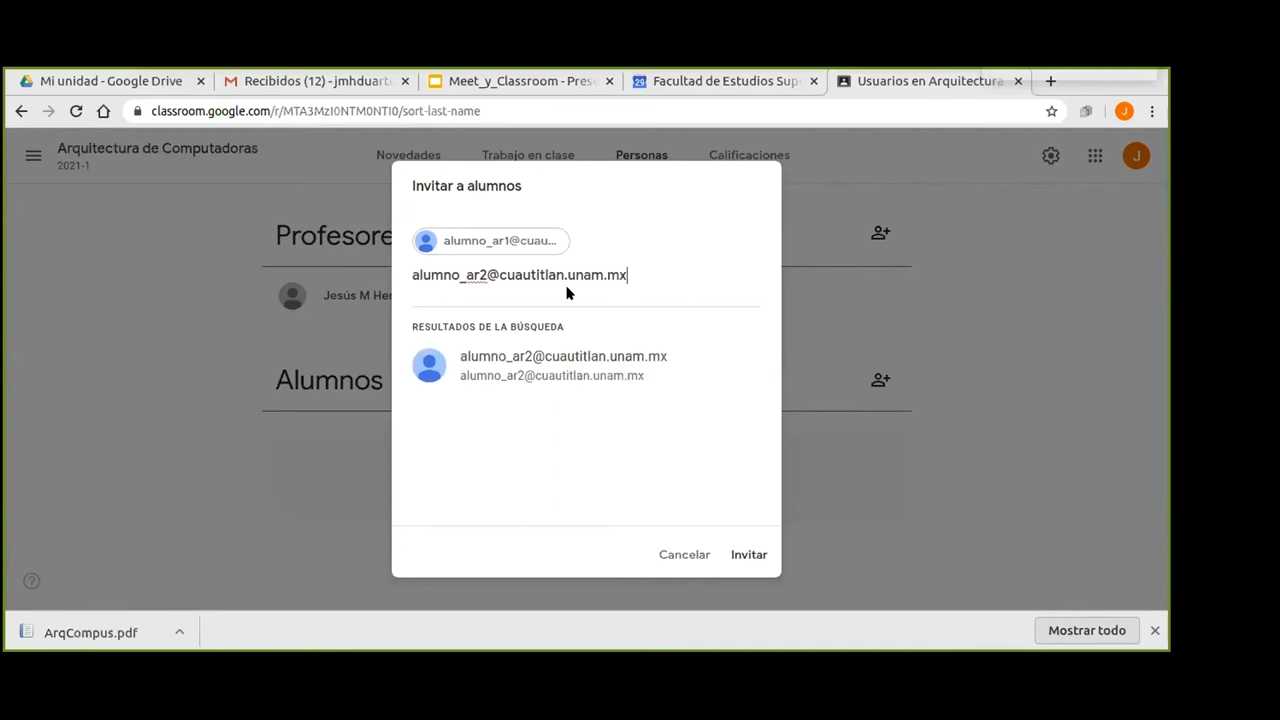 Mi unidad - Google Drive
Recibidos (12) - jmhduarte
Meet_y_Classroom - Prese
Facultad de Estudios Supe
Usuarios en Arquitectura
classroom.google.com/r/MTA3MzI0NTM0NTI0/sort-last-name
J
Arquitectura de Computadoras
2021-1
Novedades
Trabajo en clase
Personas
Calificaciones
J
Invitar a alumnos
Profesore
alumno_ar1@cuau...
alumno_ar2@cuautitlan.unam.mx
Jesús M Her
RESULTADOS DE LA BÚSQUEDA
alumno_ar2@cuautitlan.unam.mx
alumno_ar2@cuautitlan.unam.mx
Alumnos
Cancelar
Invitar
ArqCompus.pdf
Mostrar todo